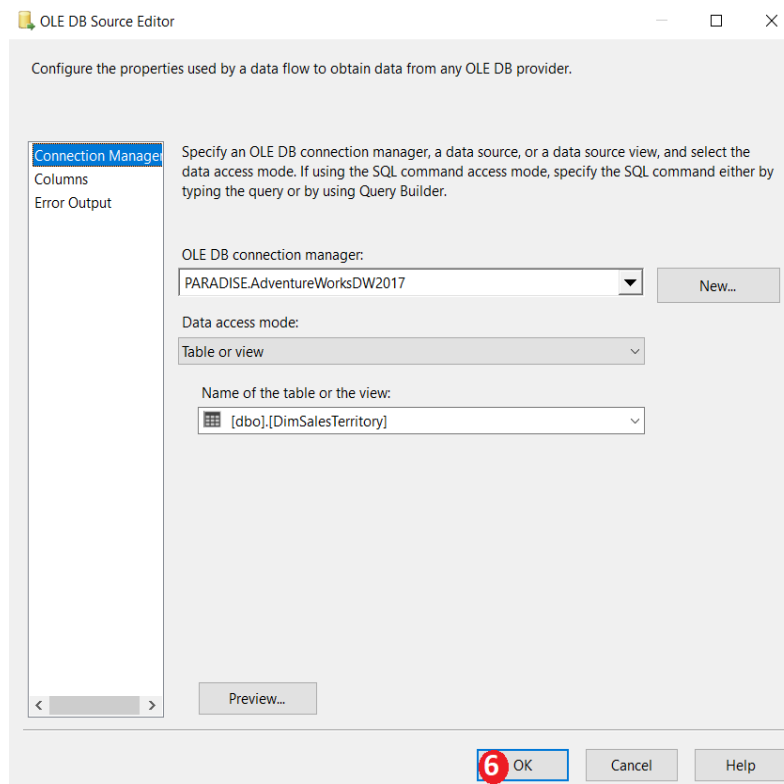 OLE DB Source Editor
Configure the properties used by a data flow to obtain data from any OLE DB provider.
Connection Manager
Columns
Error Output
Specify an OLE DB connection manager, a data source, or a data source view, and select the
data access mode. If using the SQL command access mode, specify the SQL command either by
typing the query or by using Query Builder.
OLE DB connection manager:
PARADISE.AdventureWorksDW2017
New...
Data access mode:
Table or view
Name of the table or the view:
[dbo].[DimSalesTerritory]
Preview...
6 OK
Cancel
Help